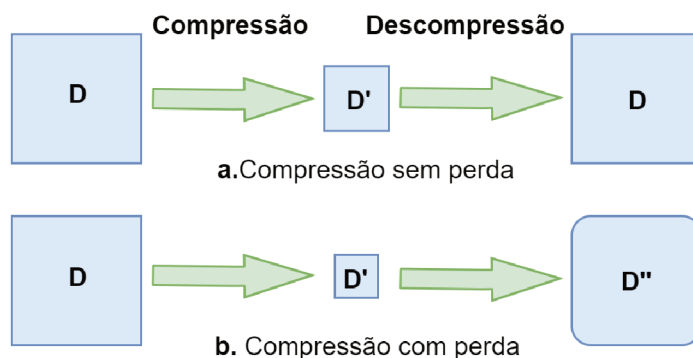 Compressão Descompressão
D D' D
a.Compressão sem perda
D D' D"
b. Compressão com perda